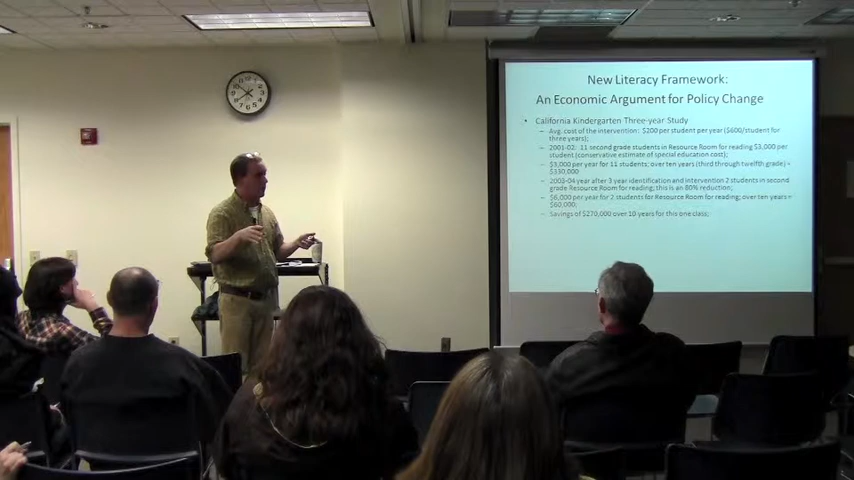 New Literacy Framework:
An Economic Argument for Policy Change
• California Kindergarten Three-year Study
– Avg. cost of the intervention: $200 per student per year ($600/student for
three years);
– 2001-02: 11 second grade students in Resource Room for reading $3,000 per
student (conservative estimate of special education cost);
– $3,000 per year for 11 students; over ten years (third through twelfth grade) =
$330,000
– 2003-04 year after 3 year identification and intervention 2 students in second
grade Resource Room for reading; this is an 80% reduction;
– $6,000 per year for 2 students for Resource Room for reading; over ten years =
$60,000;
– Savings of $270,000 over 10 years for this one class;